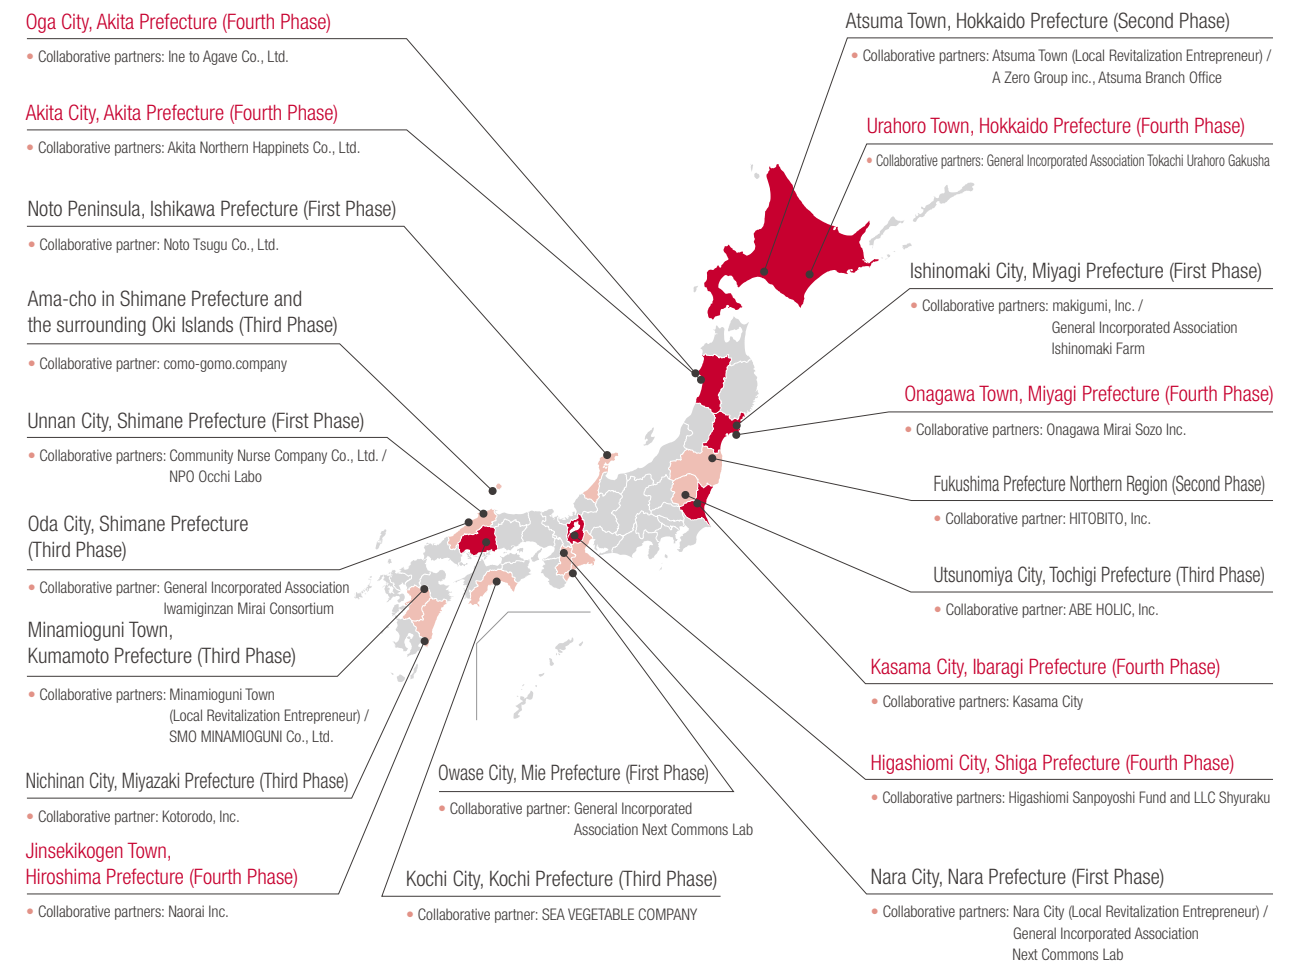 Oga City, Akita Prefecture (Fourth Phase)
• Collaborative partners: Ine to Agave Co., Ltd.
Akita City, Akita Prefecture (Fourth Phase)
• Collaborative partners: Akita Northern Happinets Co., Ltd.
Noto Peninsula, Ishikawa Prefecture (First Phase)
• Collaborative partner: Noto Tsugu Co., Ltd.
Ama-cho in Shimane Prefecture and
the surrounding Oki Islands (Third Phase)
• Collaborative partner: como-gomo.company
Unnan City, Shimane Prefecture (First Phase)
• Collaborative partners: Community Nurse Company Co., Ltd. /
NPO Occhi Labo
Oda City, Shimane Prefecture
(Third Phase)
• Collaborative partner: General Incorporated Association
Iwamiginzan Mirai Consortium
Minamioguni Town,
Kumamoto Prefecture (Third Phase)
• Collaborative partners: Minamioguni Town
(Local Revitalization Entrepreneur) /
SMO MINAMIOGUNI Co., Ltd.
Nichinan City, Miyazaki Prefecture (Third Phase)
• Collaborative partner: Kotorodo, Inc.
Jinsekikogen Town,
Hiroshima Prefecture (Fourth Phase)
• Collaborative partners: Naorai Inc.
Owase City, Mie Prefecture (First Phase)
• Collaborative partner: General Incorporated
Association Next Commons Lab
Kochi City, Kochi Prefecture (Third Phase)
• Collaborative partner: SEA VEGETABLE COMPANY
Atsuma Town, Hokkaido Prefecture (Second Phase)
• Collaborative partners: Atsuma Town (Local Revitalization Entrepreneur) /
A Zero Group inc., Atsuma Branch Office
Urahoro Town, Hokkaido Prefecture (Fourth Phase)
• Collaborative partners: General Incorporated Association Tokachi Urahoro Gakusha
Ishinomaki City, Miyagi Prefecture (First Phase)
• Collaborative partners: makigumi, Inc. /
General Incorporated Association
Ishinomaki Farm
Onagawa Town, Miyagi Prefecture (Fourth Phase)
• Collaborative partners: Onagawa Mirai Sozo Inc.
Fukushima Prefecture Northern Region (Second Phase)
• Collaborative partner: HITOBITO, Inc.
Utsunomiya City, Tochigi Prefecture (Third Phase)
• Collaborative partner: ABE HOLIC, Inc.
Kasama City, Ibaragi Prefecture (Fourth Phase)
• Collaborative partners: Kasama City
Higashiomi City, Shiga Prefecture (Fourth Phase)
• Collaborative partners: Higashiomi Sanpoyoshi Fund and LLC Shyuraku
Nara City, Nara Prefecture (First Phase)
• Collaborative partners: Nara City (Local Revitalization Entrepreneur) /
General Incorporated Association
Next Commons Lab